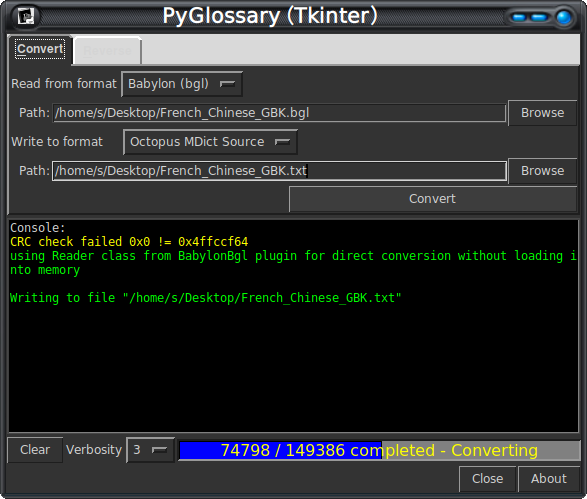 PyGlossary (Tkinter)
Convert
Read from format Babylon (bgl)
Path: /home/s/Desktop/French_Chinese_GBK.bgl Browse
Write to format Octopus MDict Source
Path: /home/s/Desktop/French_Chinese_GBK.txt Browse
Convert
Console:
CRC check failed 0x0 != 0x4ffccf64
using Reader class from BabylonBgl plugin for direct conversion without loading i
nto memory
Writing to file "/home/s/Desktop/French_Chinese_GBK.txt"
Clear Verbosity 3 74798 / 149386 completed - Converting
Close About